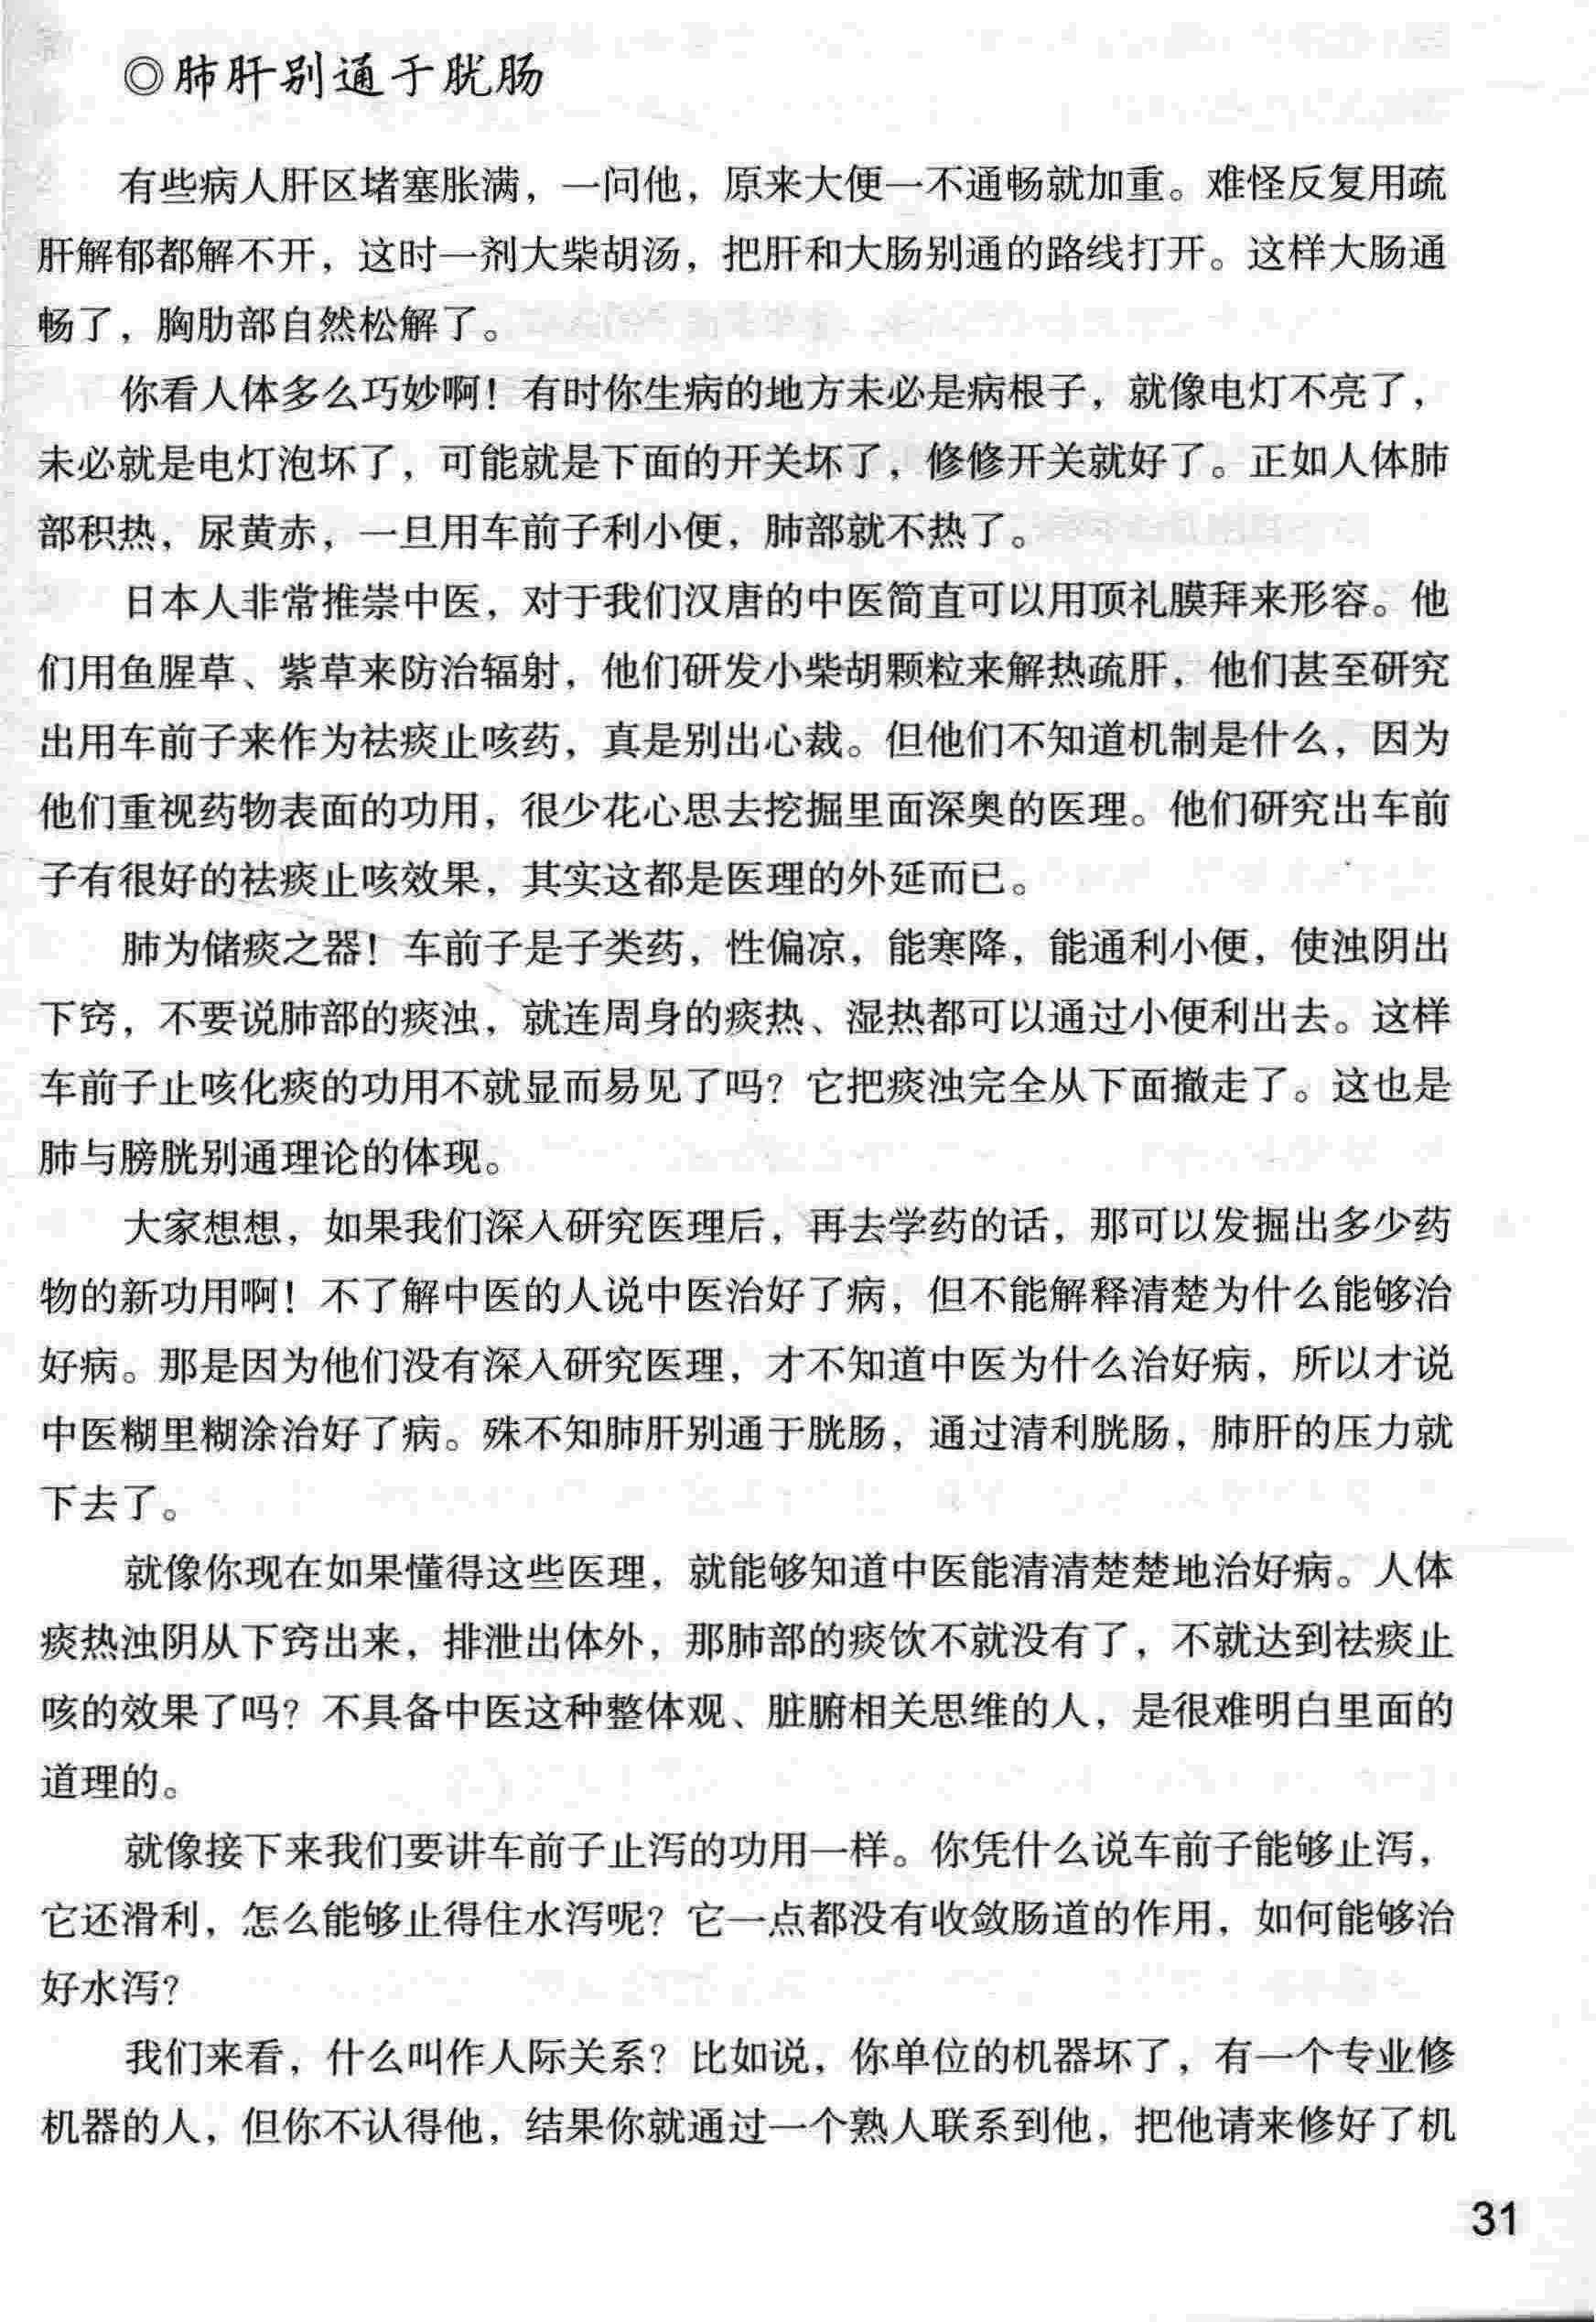 ◎肺肝别通于胱肠
有些病人肝区堵塞胀满，一问他，原来大便一不通畅就加重。难怪反复用疏
肝解郁都解不开，这时一剂大柴胡汤，把肝和大肠别通的路线打开。这样大肠通
畅了，胸肋部自然松解了。
你看人体多么巧妙啊！有时你生病的地方未必是病根子，就像电灯不亮了，
未必就是电灯泡坏了，可能就是下面的开关坏了，修修开关就好了。正如人体肺
部积热，尿黄赤，一旦用车前子利小便，肺部就不热了。
日本人非常推崇中医，对于我们汉唐的中医简直可以用顶礼膜拜来形容。他
们用鱼腥草、紫草来防治辐射，他们研发小柴胡颗粒来解热疏肝，他们甚至研究
出用车前子来作为祛痰止咳药，真是别出心裁。但他们不知道机制是什么，因为
他们重视药物表面的功用，很少花心思去挖掘里面深奥的医理。他们研究出车前
子有很好的祛痰止咳效果，其实这都是医理的外延而已。
肺为储痰之器！车前子是子类药，性偏凉，能寒降，能通利小便，使浊阴出
下窍，不要说肺部的痰浊，就连周身的痰热、湿热都可以通过小便利出去。这样
车前子止咳化痰的功用不就显而易见了吗？它把痰浊完全从下面撤走了。这也是
肺与膀胱别通理论的体现。
大家想想，如果我们深入研究医理后，再去学药的话，那可以发掘出多少药
物的新功用啊！不了解中医的人说中医治好了病，但不能解释清楚为什么能够治
好病。那是因为他们没有深入研究医理，才不知道中医为什么治好病，所以才说
中医糊里糊涂治好了病。殊不知肺肝别通于胱肠，通过清利胱肠，肺肝的压力就
下去了。
就像你现在如果懂得这些医理，就能够知道中医能清清楚楚地治好病。人体
痰热浊阴从下窍出来，排泄出体外，那肺部的痰饮不就没有了，不就达到祛痰止
咳的效果了吗？不具备中医这种整体观、脏腑相关思维的人，是很难明白里面的
道理的。
就像接下来我们要讲车前子止泻的功用一样。你凭什么说车前子能够止泻，
它还滑利，怎么能够止得住水泻呢？它一点都没有收敛肠道的作用，如何能够治
好水泻？
我们来看，什么叫作人际关系？比如说，你单位的机器坏了，有一个专业修
机器的人，但你不认得他，结果你就通过一个熟人联系到他，把他请来修好了机
31